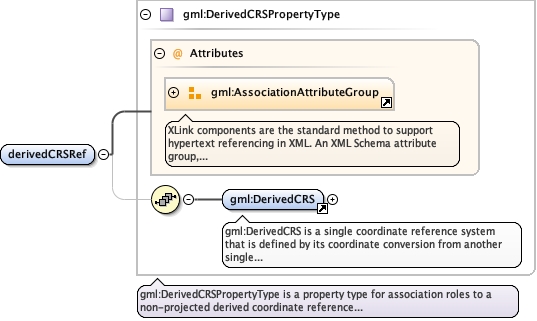 gml:DerivedCRSPropertyType
@ Attributes
gml:AssociationAttributeGroup
XLink components are the standard method to support
hypertext referencing in XML. An XML Schema attribute
group,...
derivedCRSRef
gml:DerivedCRS
gml:DerivedCRS is a single coordinate reference system
that is defined by its coordinate conversion from another
single...
gml:DerivedCRSPropertyType is a property type for association roles to a
non-projected derived coordinate reference...